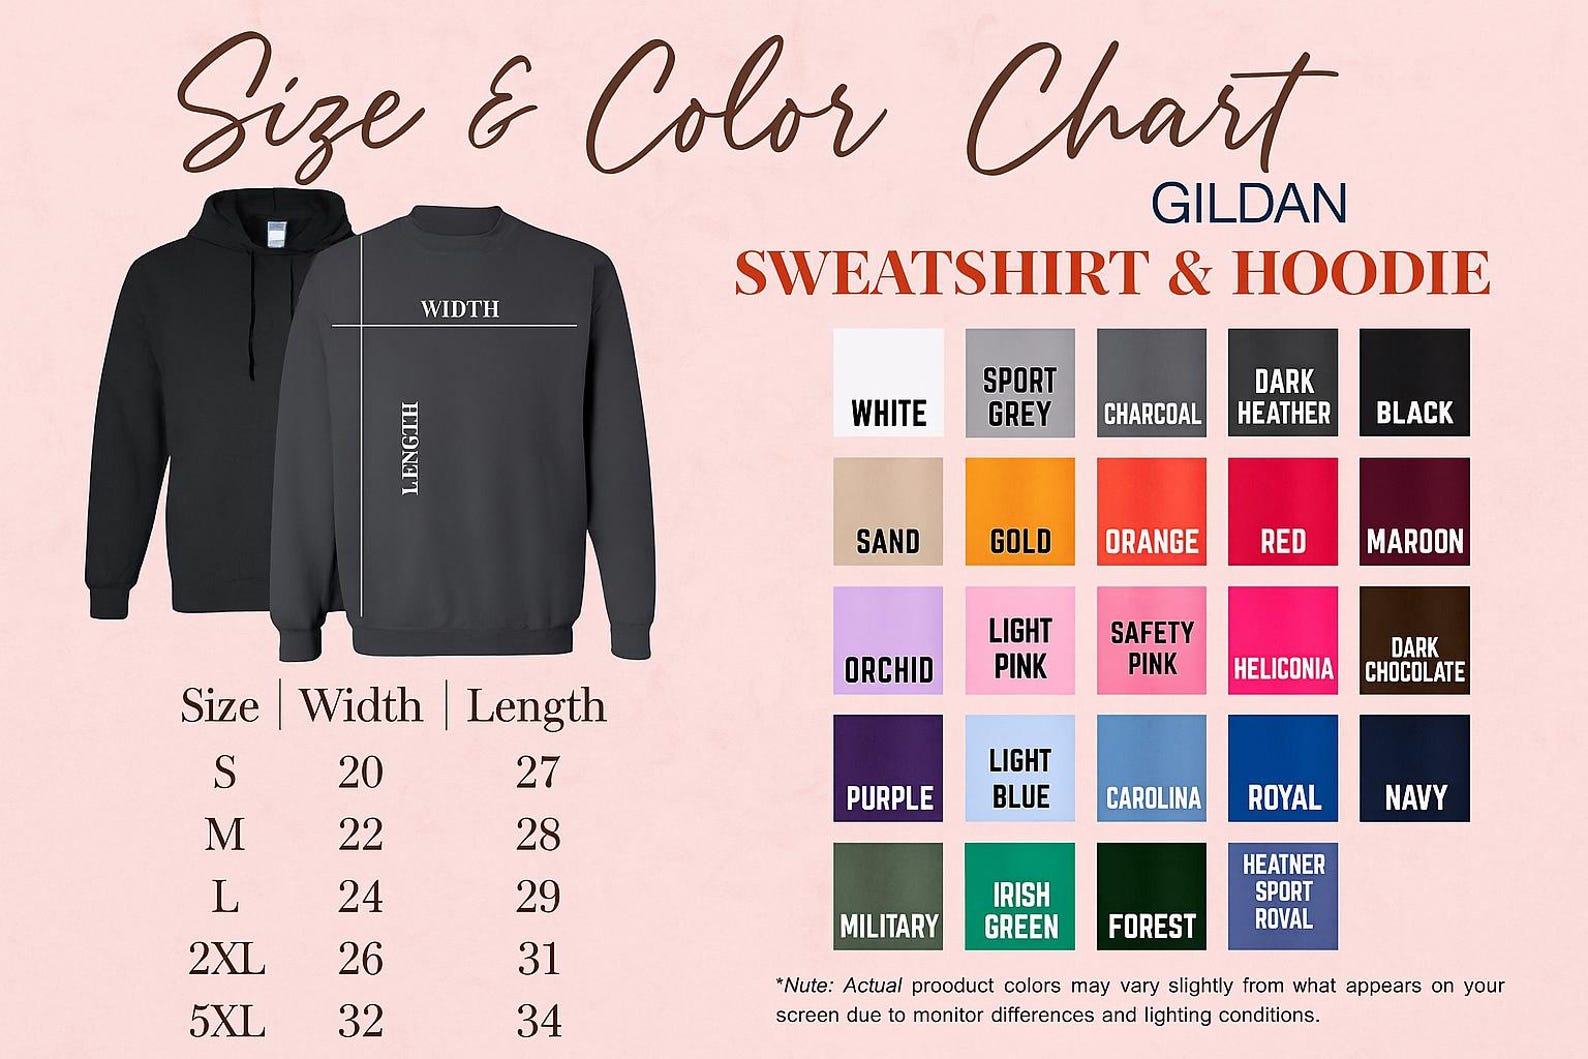 Size & Color Chart
GILDAN
SWEATSHIRT & HOODIE
WIDTH
LENGTH
Size | Width | Length
S 20 27
M 22 28
L 24 29
2XL 26 31
5XL 32 34
WHITE
SPORT
GREY
CHARCOAL
DARK
HEATHER
BLACK
SAND
GOLD
ORANGE
RED
MAROON
ORCHID
LIGHT
PINK
SAFETY
PINK
HELICONIA
DARK
CHOCOLATE
PURPLE
LIGHT
BLUE
CAROLINA
ROYAL
NAVY
MILITARY
IRISH
GREEN
FOREST
HEATNER
SPORT
ROVAL
*Nute: Actual prooduct colors may vary slightly from what appears on your
screen due to monitor differences and lighting conditions.